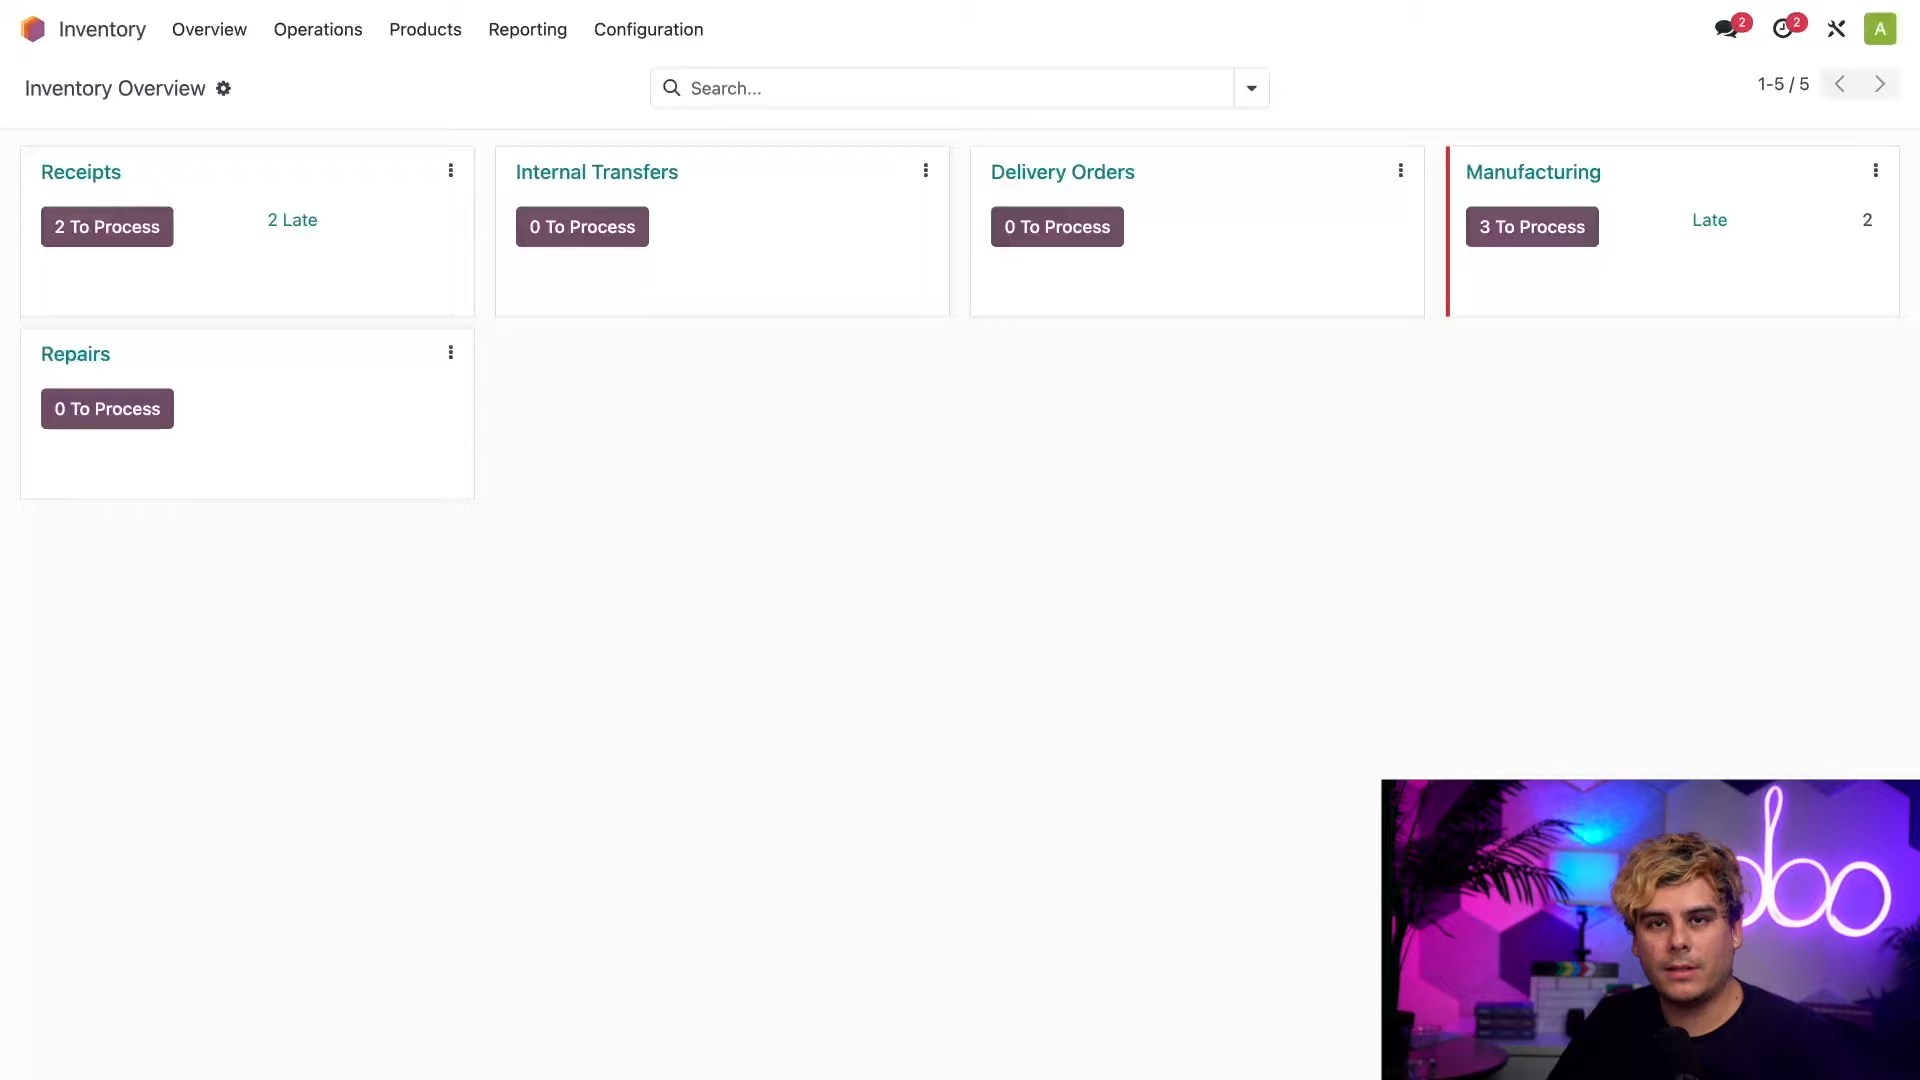 Inventory Overview Operations Products Reporting Configuration 2 2 A
Inventory Overview Search... 1-5 / 5
Receipts Internal Transfers Delivery Orders Manufacturing
2 To Process 2 Late 0 To Process 0 To Process 3 To Process Late 2
Repairs
0 To Process